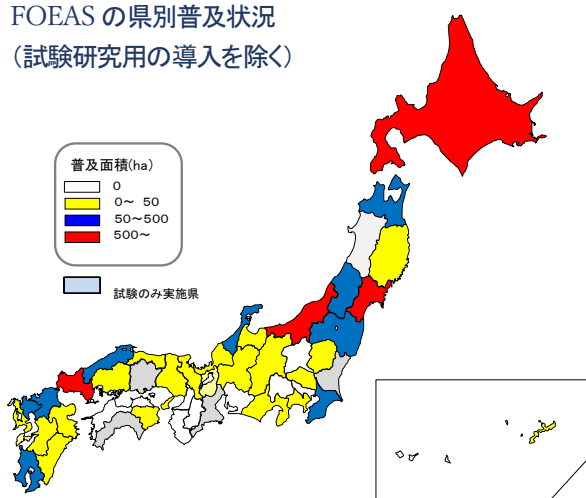 FOEAS の県別普及状況
(試験研究用の導入を除く)
普及面積(ha)
0
0~ 50
50~500
500~
試験のみ実施県